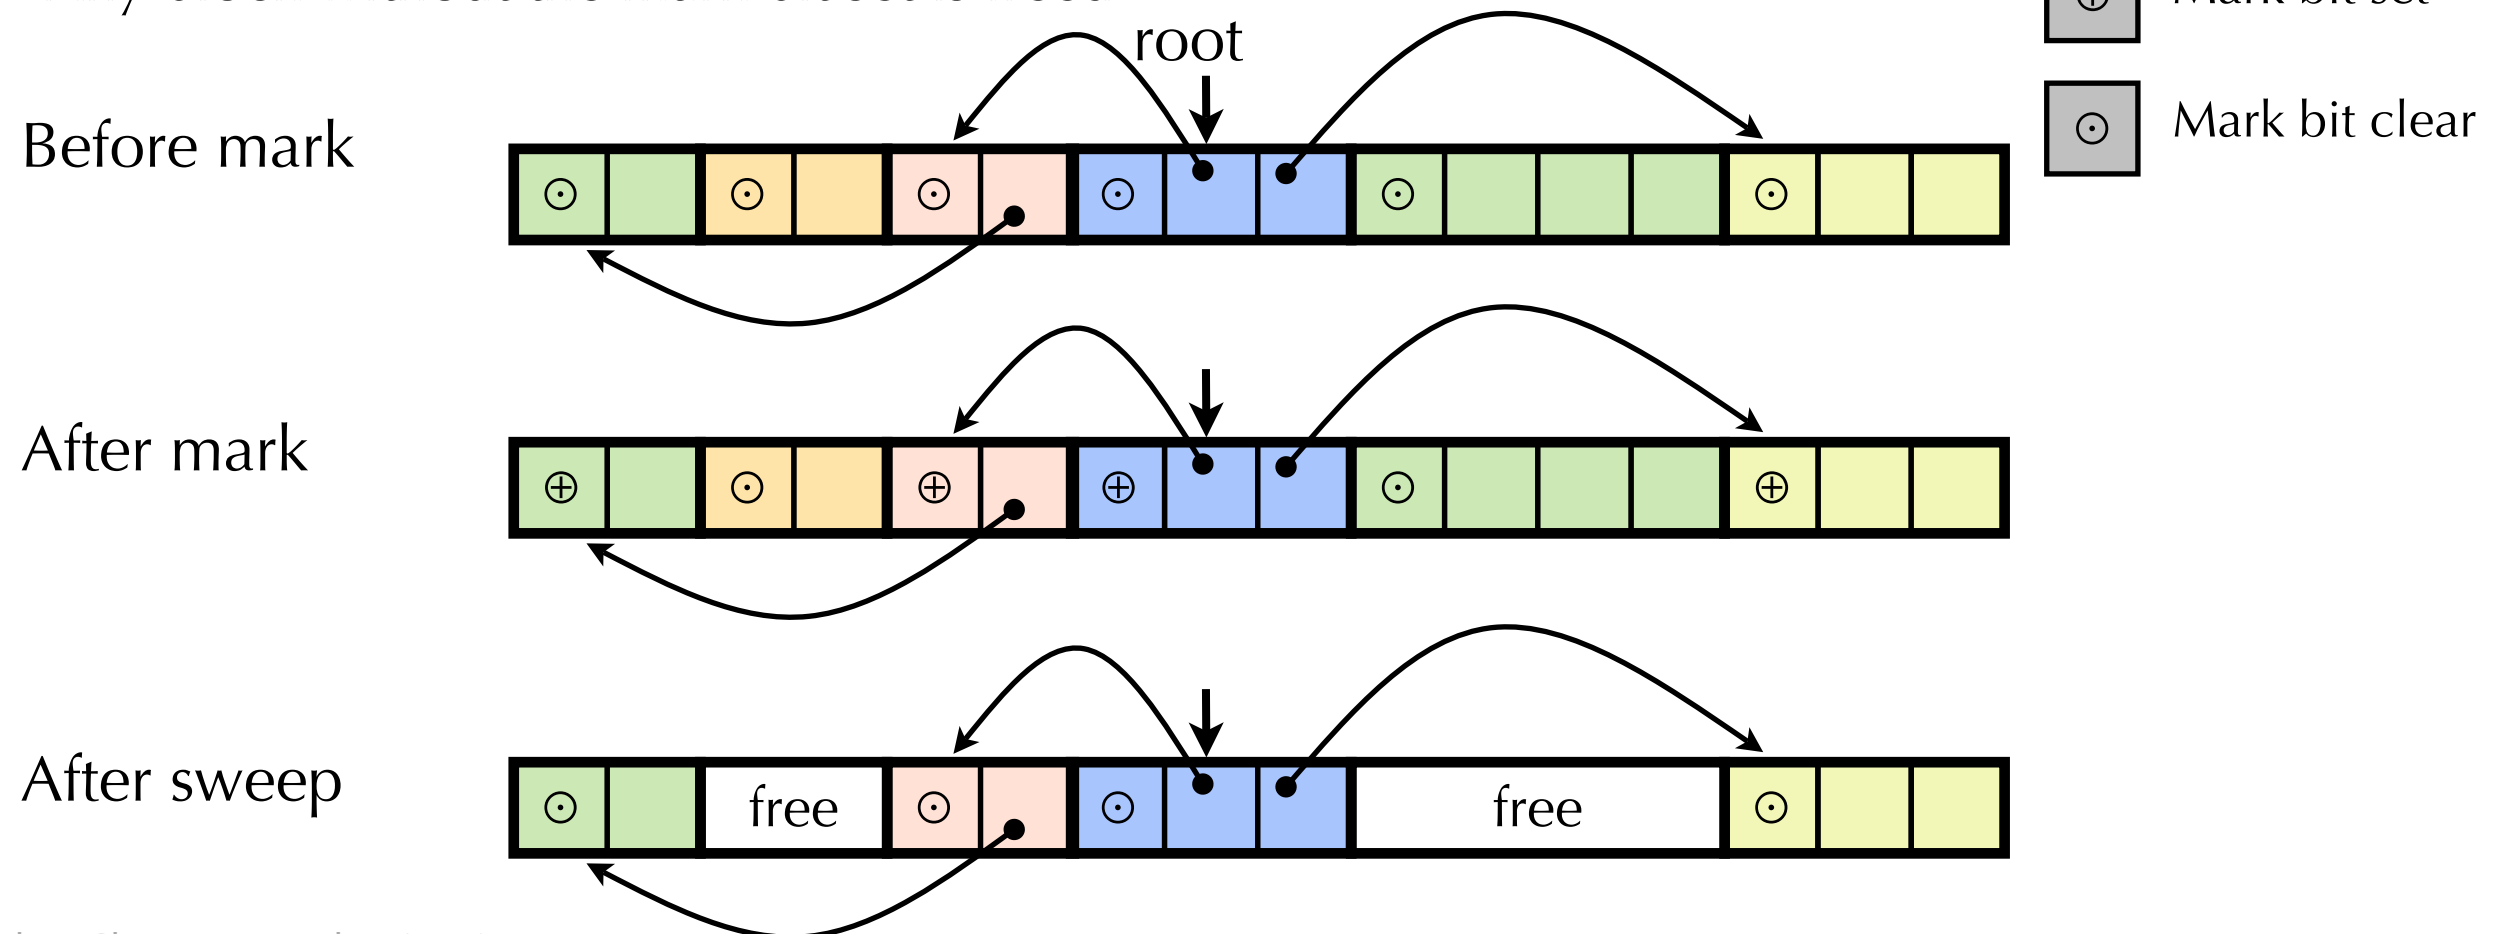 root
Before mark
Mark bit clear
After mark
After sweep
free
free